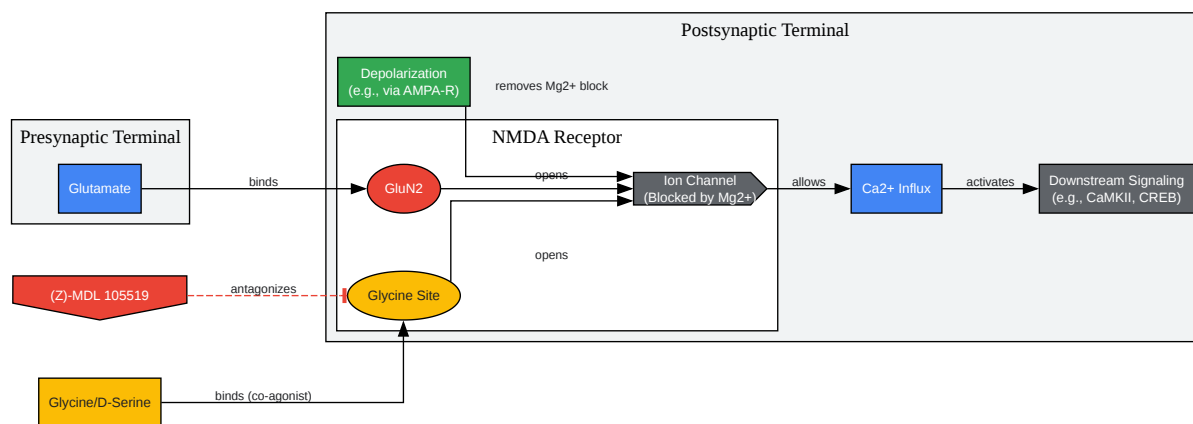 Postsynaptic Terminal
Depolarization
(e.g., via AMPA-R)
removes Mg2+ block
Presynaptic Terminal
NMDA Receptor
Glutamate
binds
GluN2
opens
Ion Channel
(Blocked by Mg2+)
allows
Ca2+ Influx
activates
Downstream Signaling
(e.g., CaMKII, CREB)
opens
(Z)-MDL 105519
antagonizes
Glycine Site
Glycine/D-Serine
binds (co-agonist)